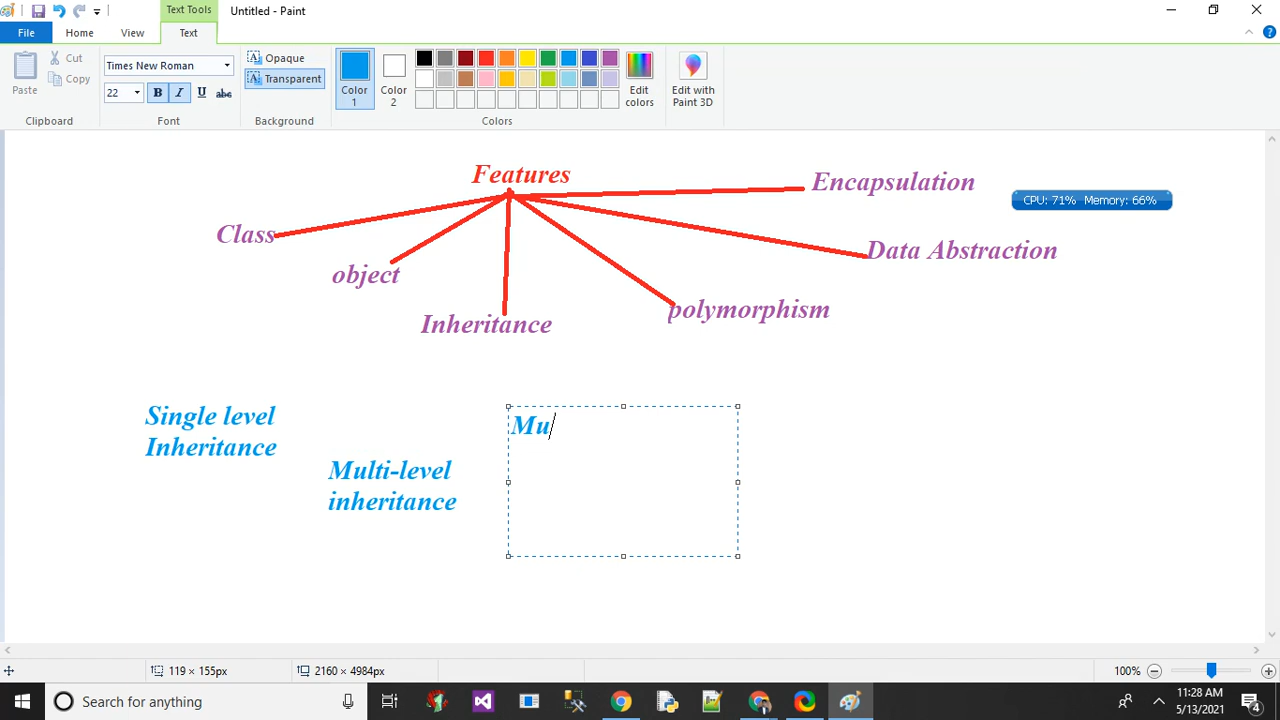 Untitled - Paint
Text Tools
File
Home
View
Text
Paste
Cut
Copy
Clipboard
Times New Roman
22
B I U abc
Font
Opaque
Transparent
Background
Color 1
Color 2
Edit colors
Colors
Edit with Paint 3D
Features
Encapsulation
CPU: 71% Memory: 66%
Class
Data Abstraction
object
polymorphism
Inheritance
Single level
Inheritance
Mu
Multi-level
inheritance
119 × 155px
2160 × 4984px
100%
Search for anything
11:28 AM
5/13/2021
4